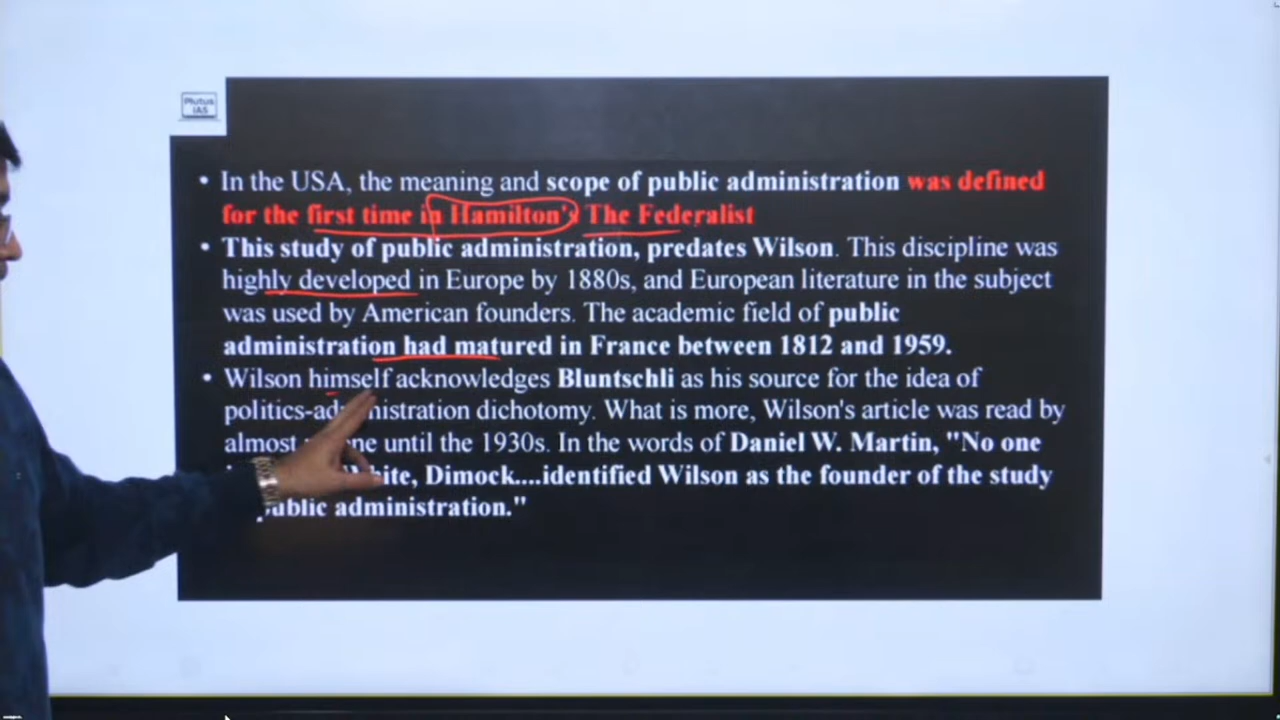 Plutus
IAS
• In the USA, the meaning and scope of public administration was defined
for the first time in Hamilton's The Federalist
• This study of public administration, predates Wilson. This discipline was
highly developed in Europe by 1880s, and European literature in the subject
was used by American founders. The academic field of public
administration had matured in France between 1812 and 1959.
• Wilson himself acknowledges Bluntschli as his source for the idea of
politics-administration dichotomy. What is more, Wilson's article was read by
almost until the 1930s. In the words of Daniel W. Martin, "No one
Dimock....identified Wilson as the founder of the study
public administration."